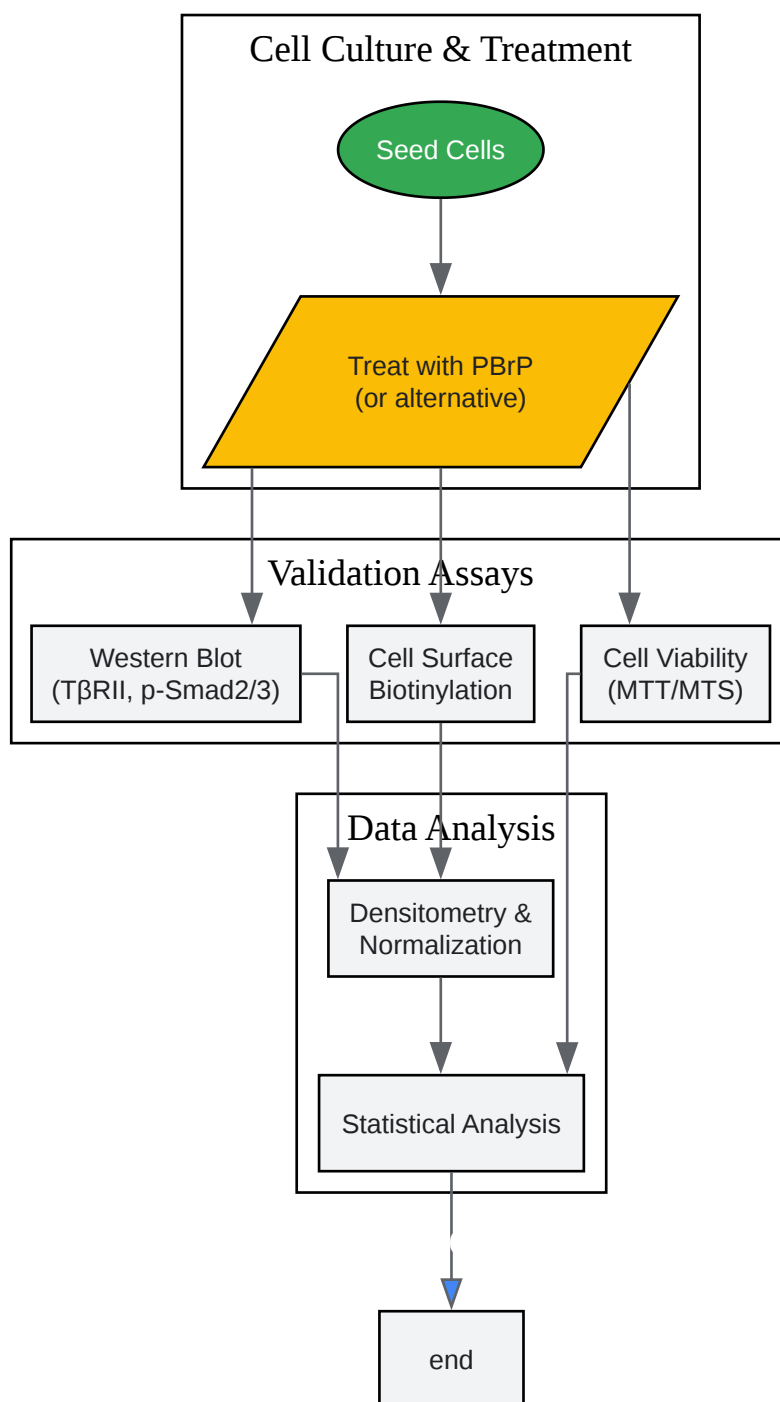 Cell Culture & Treatment
Seed Cells
Treat with PBrP
(or alternative)
Validation Assays
Western Blot
(TβRII, p-Smad2/3)
Cell Surface
Biotinylation
Cell Viability
(MTT/MTS)
Data Analysis
Densitometry &
Normalization
Statistical Analysis
end